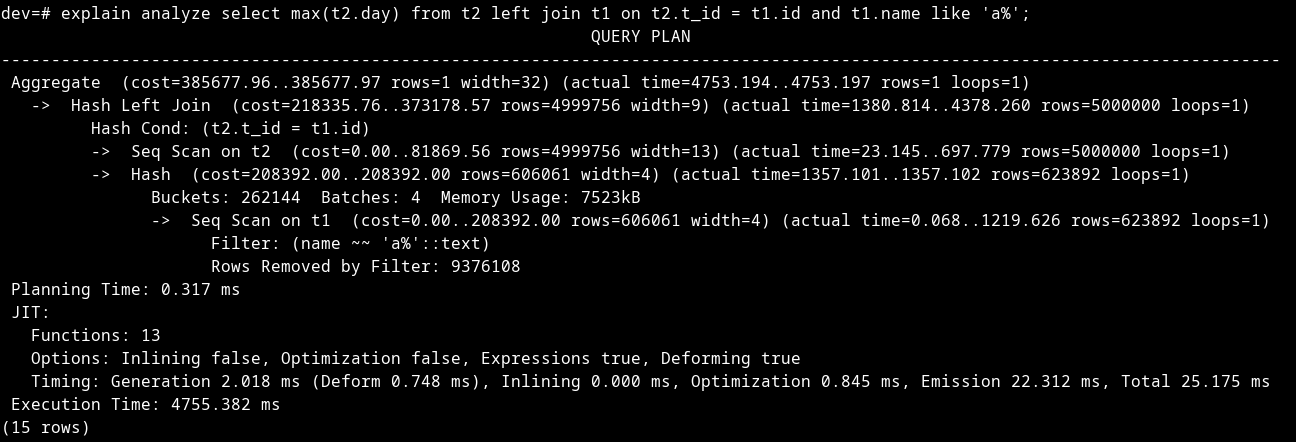 dev=# explain analyze select max(t2.day) from t2 left join t1 on t2.t_id = t1.id and t1.name like 'a%';
QUERY PLAN
--------------------------------------------------------------------------------------------------------------------------------
Aggregate  (cost=385677.96..385677.97 rows=1 width=32) (actual time=4753.194..4753.197 rows=1 loops=1)
  ->  Hash Left Join  (cost=218335.76..373178.57 rows=4999756 width=9) (actual time=1380.814..4378.260 rows=5000000 loops=1)
        Hash Cond: (t2.t_id = t1.id)
        ->  Seq Scan on t2  (cost=0.00..81869.56 rows=4999756 width=13) (actual time=23.145..697.779 rows=5000000 loops=1)
        ->  Hash  (cost=208392.00..208392.00 rows=606061 width=4) (actual time=1357.101..1357.102 rows=623892 loops=1)
              Buckets: 262144  Batches: 4  Memory Usage: 7523kB
              ->  Seq Scan on t1  (cost=0.00..208392.00 rows=606061 width=4) (actual time=0.068..1219.626 rows=623892 loops=1)
                    Filter: (name ~~ 'a%'::text)
                    Rows Removed by Filter: 9376108
Planning Time: 0.317 ms
JIT:
  Functions: 13
  Options: Inlining false, Optimization false, Expressions true, Deforming true
  Timing: Generation 2.018 ms (Deform 0.748 ms), Inlining 0.000 ms, Optimization 0.845 ms, Emission 22.312 ms, Total 25.175 ms
Execution Time: 4755.382 ms
(15 rows)